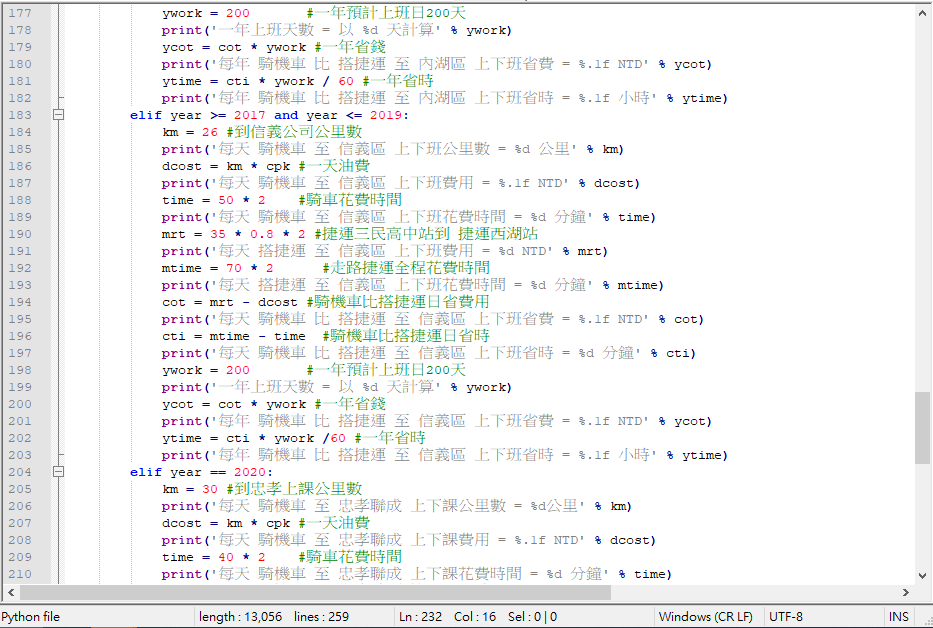 177 ywork = 200 #一年預計上班日200天
178 print('一年上班天數 = 以 %d 天計算' % ywork)
179 ycot = cot * ywork #一年省錢
180 print('每年 騎機車 比 搭捷運 至 內湖區 上下班省費 = %.1f NTD' % ycot)
181 ytime = cti * ywork / 60 #一年省時
182 print('每年 騎機車 比 搭捷運 至 內湖區 上下班省時 = %.1f 小時' % ytime)
183 elif year >= 2017 and year <= 2019:
184 km = 26 #到信義公司公里數
185 print('每天 騎機車 至 信義區 上下班公里數 = %d 公里' % km)
186 dcost = km * cpk #一天油費
187 print('每天 騎機車 至 信義區 上下班費用 = %.1f NTD' % dcost)
188 time = 50 * 2 #騎車花費時間
189 print('每天 騎機車 至 信義區 上下班花費時間 = %d 分鐘' % time)
190 mrt = 35 * 0.8 * 2 #捷運三民高中站到 捷運西湖站
191 print('每天 搭捷運 至 信義區 上下班費用 = %d NTD' % mrt)
192 mtime = 70 * 2 #走路捷運全程花費時間
193 print('每天 搭捷運 至 信義區 上下班花費時間 = %d 分鐘' % mtime)
194 cot = mrt - dcost #騎機車比搭捷運日省費用
195 print('每天 騎機車 比 搭捷運 至 信義區 上下班省費 = %.1f NTD' % cot)
196 cti = mtime - time #騎機車比搭捷運日省時
197 print('每天 騎機車 比 搭捷運 至 信義區 上下班省時 = %d 分鐘' % cti)
198 ywork = 200 #一年預計上班日200天
199 print('一年上班天數 = 以 %d 天計算' % ywork)
200 ycot = cot * ywork #一年省錢
201 print('每年 騎機車 比 搭捷運 至 信義區 上下班省費 = %.1f NTD' % ycot)
202 ytime = cti * ywork /60 #一年省時
203 print('每年 騎機車 比 搭捷運 至 信義區 上下班省時 = %.1f 小時' % ytime)
204 elif year == 2020:
205 km = 30 #到忠孝上課公里數
206 print('每天 騎機車 至 忠孝聯成 上下課公里數 = %d公里' % km)
207 dcost = km * cpk #一天油費
208 print('每天 騎機車 至 忠孝聯成 上下課費用 = %.1f NTD' % dcost)
209 time = 40 * 2 #騎車花費時間
210 print('每天 騎機車 至 忠孝聯成 上下課花費時間 = %d 分鐘' % time)
Python file length : 13,056 lines : 259 Ln : 232 Col : 16 Sel : 0 | 0 Windows (CR LF) UTF-8 INS